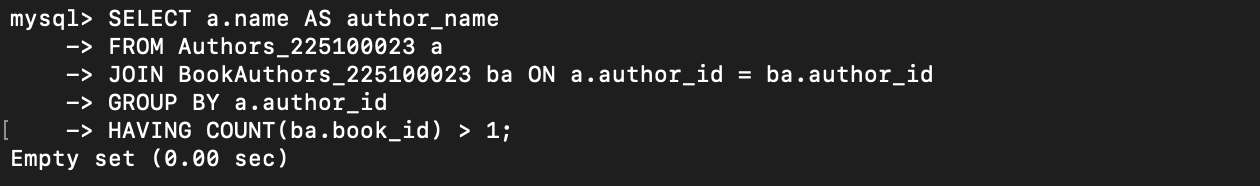 mysql> SELECT a.name AS author_name
    -> FROM Authors_225100023 a
    -> JOIN BookAuthors_225100023 ba ON a.author_id = ba.author_id
    -> GROUP BY a.author_id
[    -> HAVING COUNT(ba.book_id) > 1;
Empty set (0.00 sec)